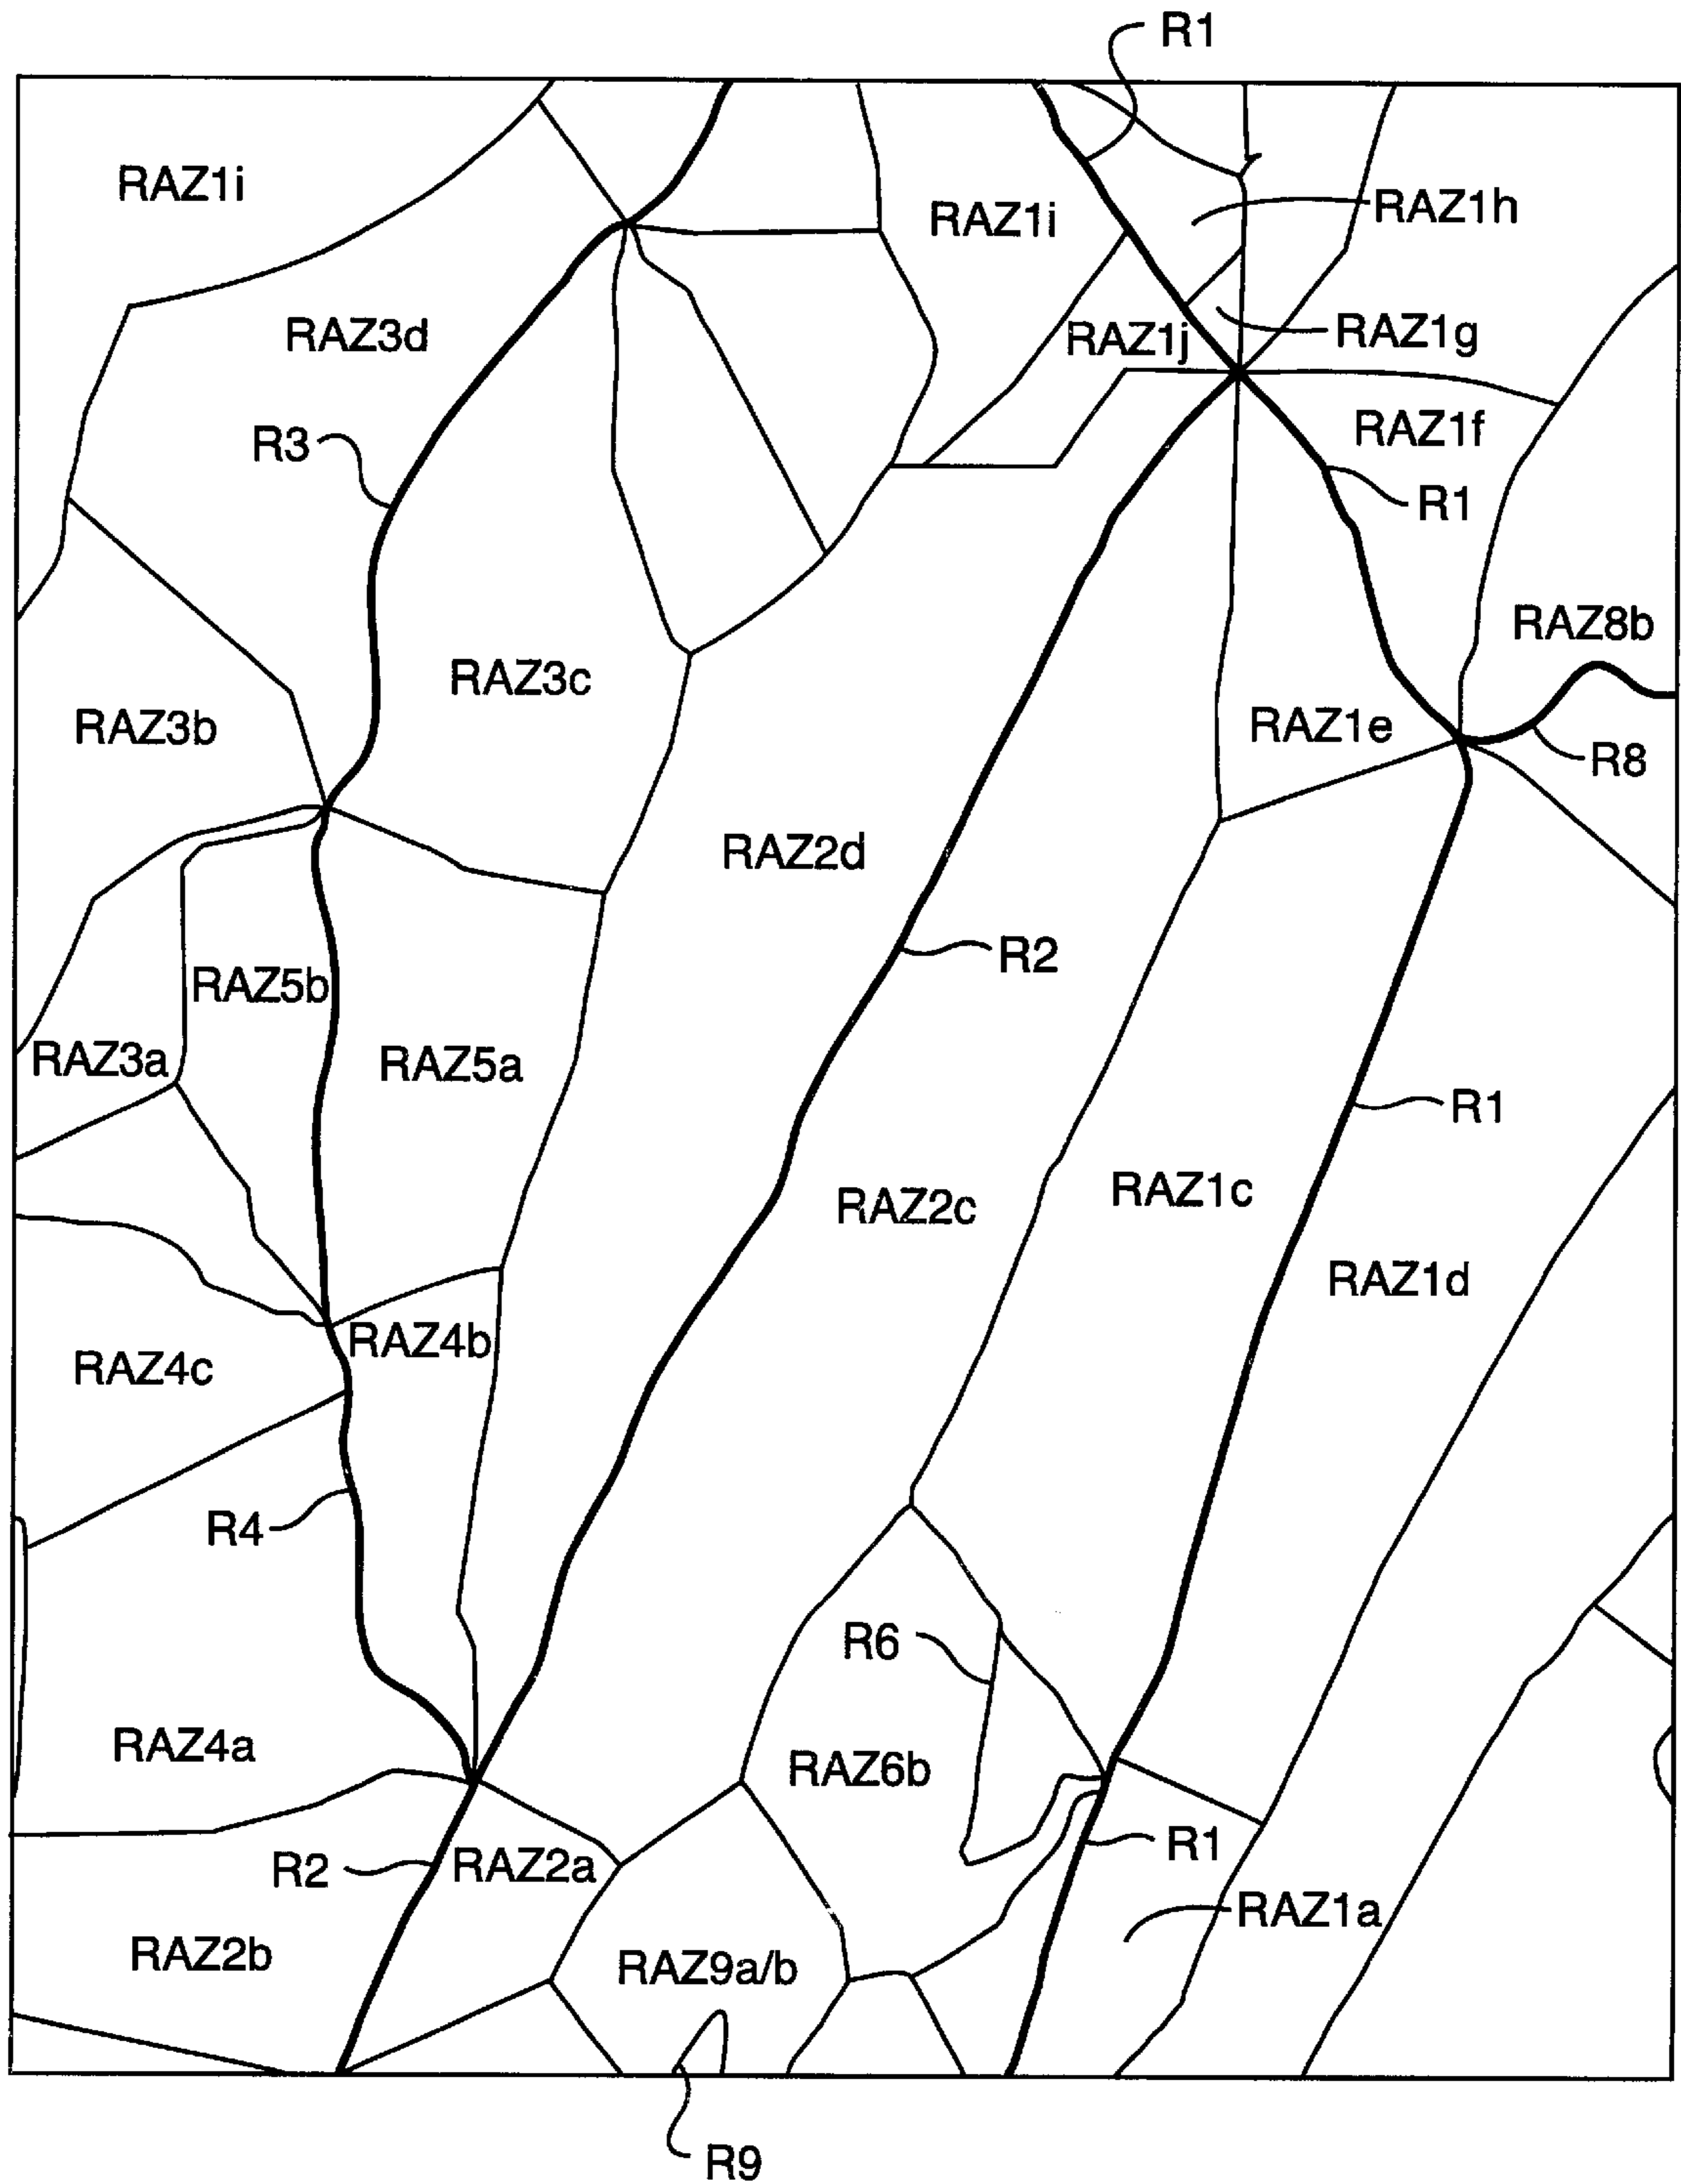 R1
RAZ1i
RAZ1i
RAZ1h
RAZ3d
RAZ1j
RAZ1g
R3
RAZ1f
R1
RAZ8b
RAZ3c
RAZ3b
RAZ1e
R8
RAZ2d
R2
RAZ5b
RAZ3a
RAZ5a
R1
RAZ2c
RAZ1c
RAZ1d
RAZ4b
RAZ4c
R4
R6
RAZ4a
RAZ6b
R1
R2
RAZ2a
RAZ1a
RAZ2b
RAZ9a/b
R9